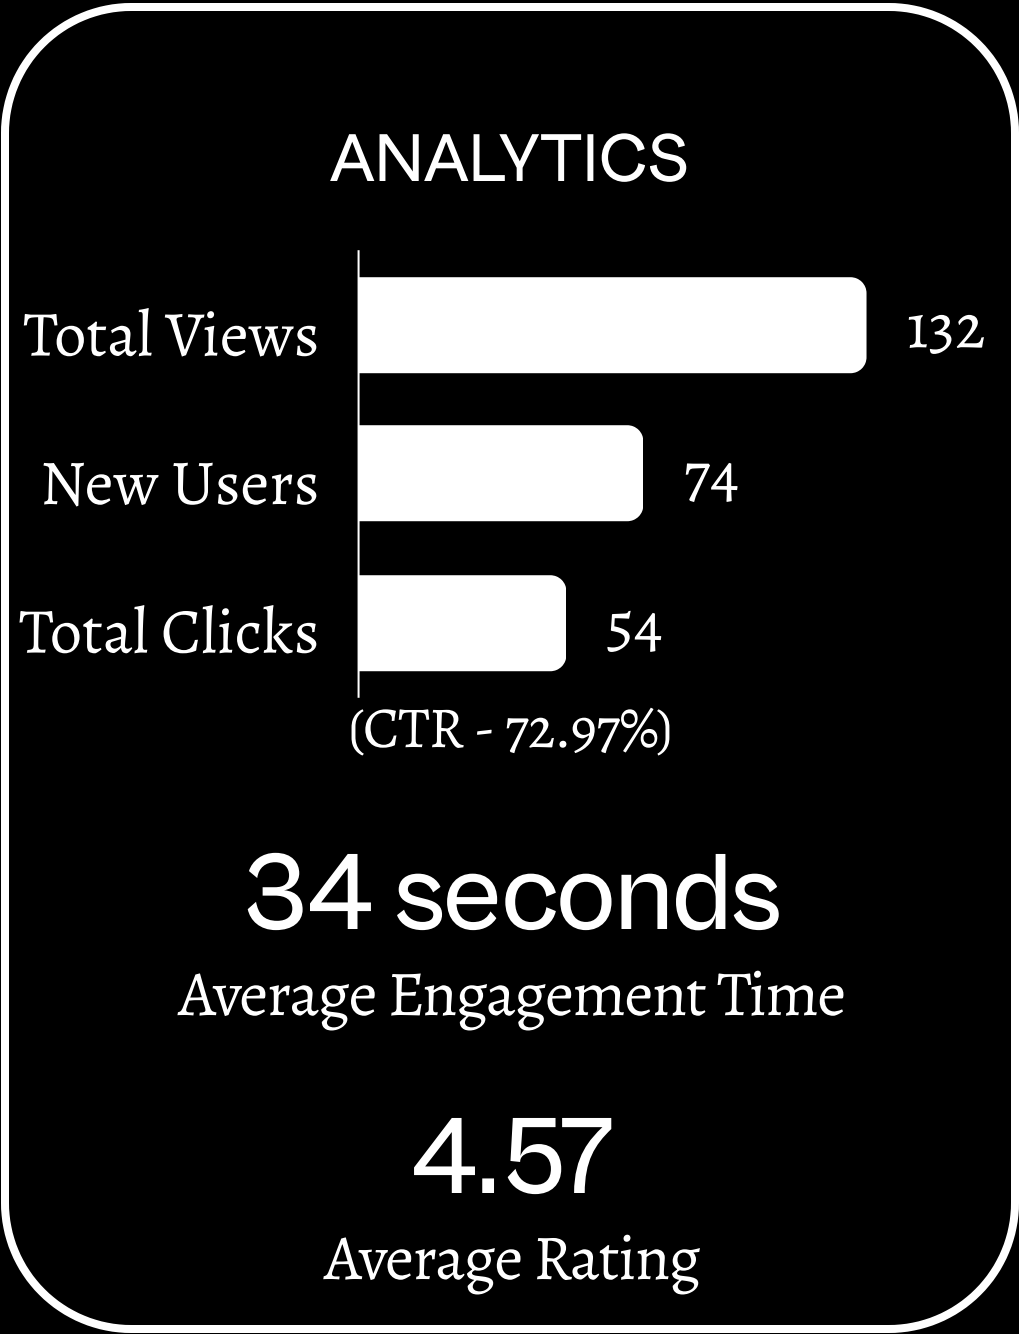 ANALYTICS
Total Views 132
New Users 74
Total Clicks 54
(CTR - 72.97%)
34 seconds
Average Engagement Time
4.57
Average Rating